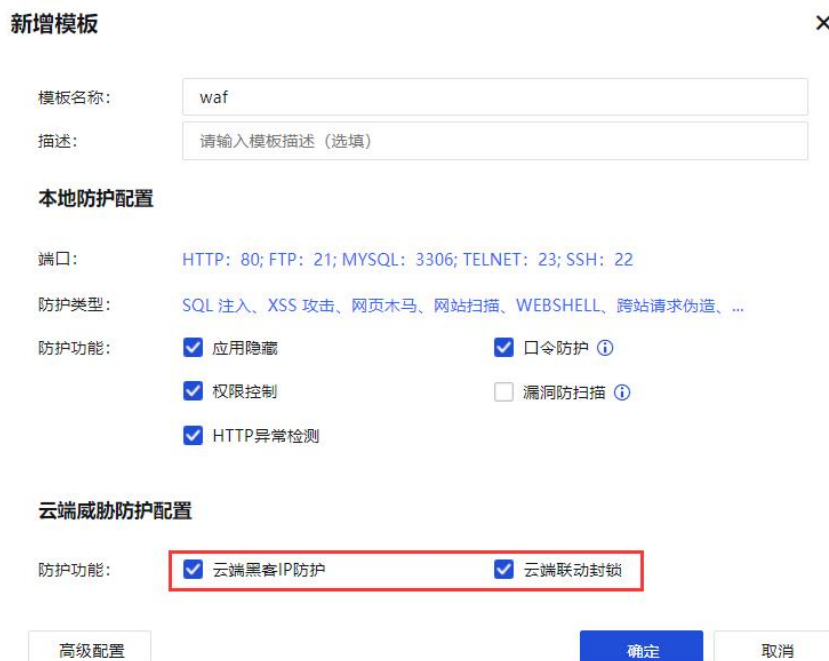 新增模板
模板名称： waf
描述： 请输入模板描述（选填）
本地防护配置
端口： HTTP：80; FTP：21; MYSQL：3306; TELNET：23; SSH：22
防护类型： SQL 注入、XSS 攻击、网页木马、网站扫描、WEBSHELL、跨站请求伪造、...
防护功能： 应用隐藏 口令防护
权限控制 漏洞防扫描
HTTP异常检测
云端威胁防护配置
防护功能： 云端黑客IP防护 云端联动封锁
高级配置 确定 取消